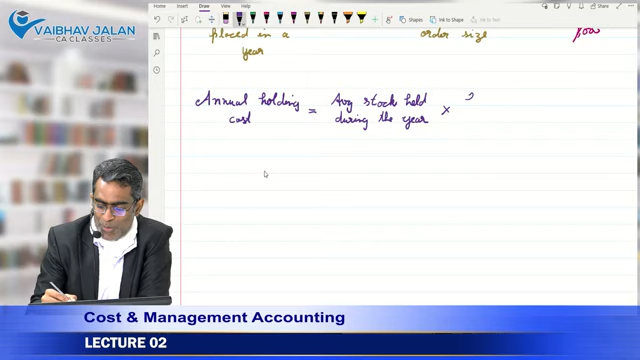 VAIBHAV JALAN
CA CLASSES
File Home Insert Draw View Help
Shapes Ink to Shape Ink to Text
placed in a
year
order size
Annual holding
cost
=
Avg stock held
during the year
×
Cost & Management Accounting
LECTURE 02